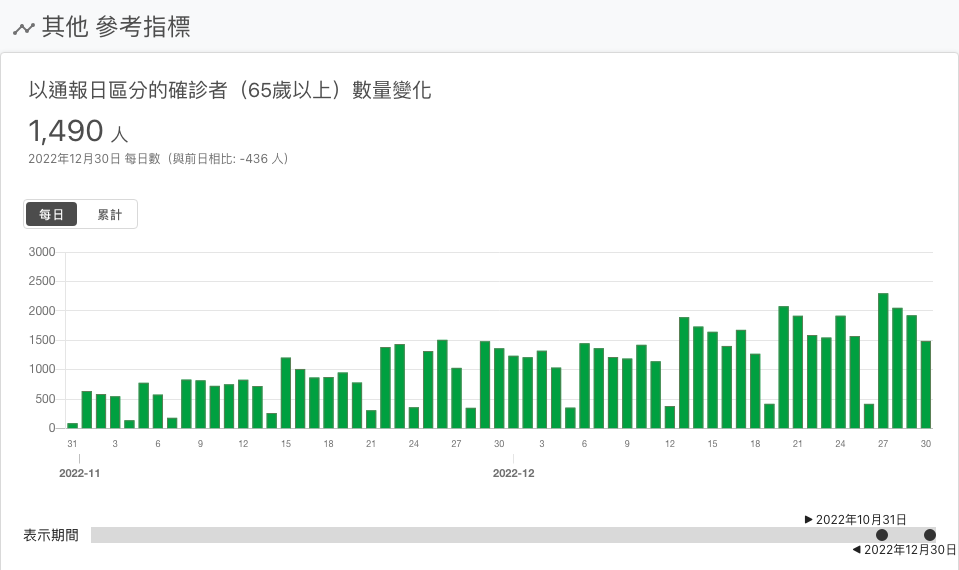 其他 參考指標
以通報日區分的確診者（65歲以上）數量變化
1,490 人
2022年12月30日 每日數（與前日相比: -436 人）
每日 累計
3000
2500
2000
1500
1000
500
0
31 3 6 9 12 15 18 21 24 27 30 3 6 9 12 15 18 21 24 27 30
2022-11 2022-12
2022年10月31日
表示期間
2022年12月30日